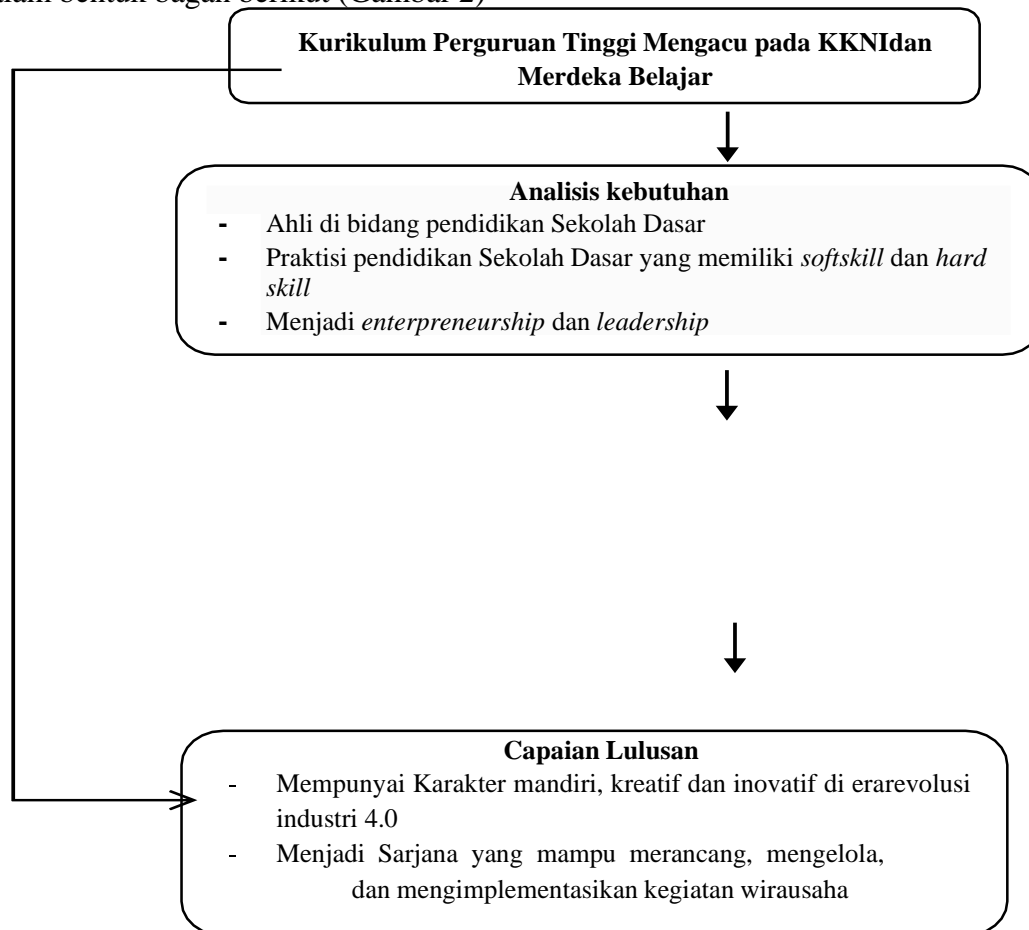 bentuk bagan berikut (Gambar 2)
Kurikulum Perguruan Tinggi Mengacu pada KKNIdan
Merdeka Belajar
Analisis kebutuhan
- Ahli di bidang pendidikan Sekolah Dasar
- Praktisi pendidikan Sekolah Dasar yang memiliki softskill dan hard
skill
- Menjadi enterpreneurship dan leadership
Capaian Lulusan
- Mempunyai Karakter mandiri, kreatif dan inovatif di erarevolusi
industri 4.0
- Menjadi Sarjana yang mampu merancang, mengelola,
dan mengimplementasikan kegiatan wirausaha